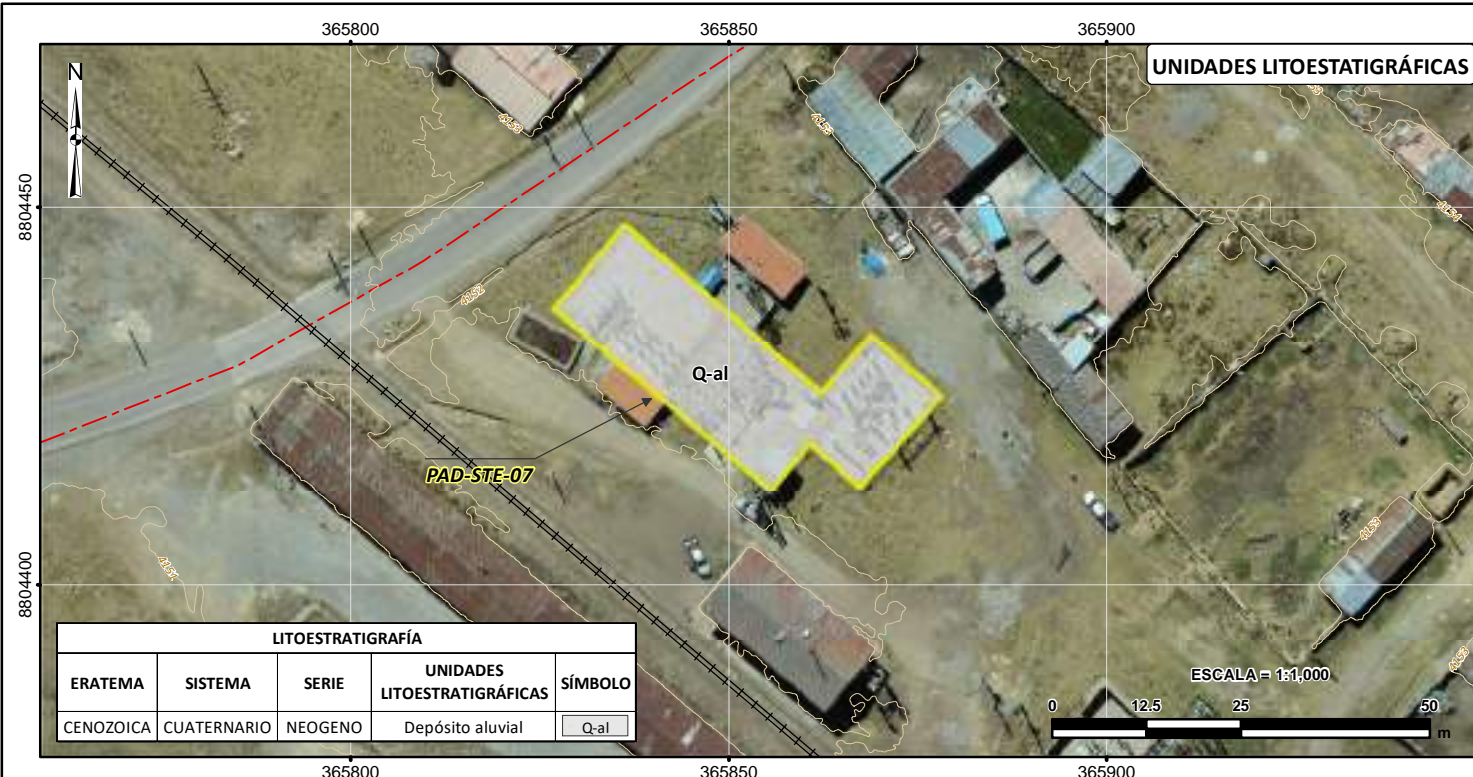 365800
365850
365900
UNIDADES LITOESTATIGRÁFICAS
N
4153
4153
4154
8804450
4152
Q-al
PAD-STE-07
4151
4153
8804400
4153
LITOESTRATIGRAFÍA
ERATEMA SISTEMA SERIE UNIDADES LITOESTRATIGRÁFICAS SÍMBOLO
CENOZOICA CUATERNARIO NEOGENO Depósito aluvial Q-al
ESCALA = 1:1,000
0 12.5 25 50
m
365800
365850
365900